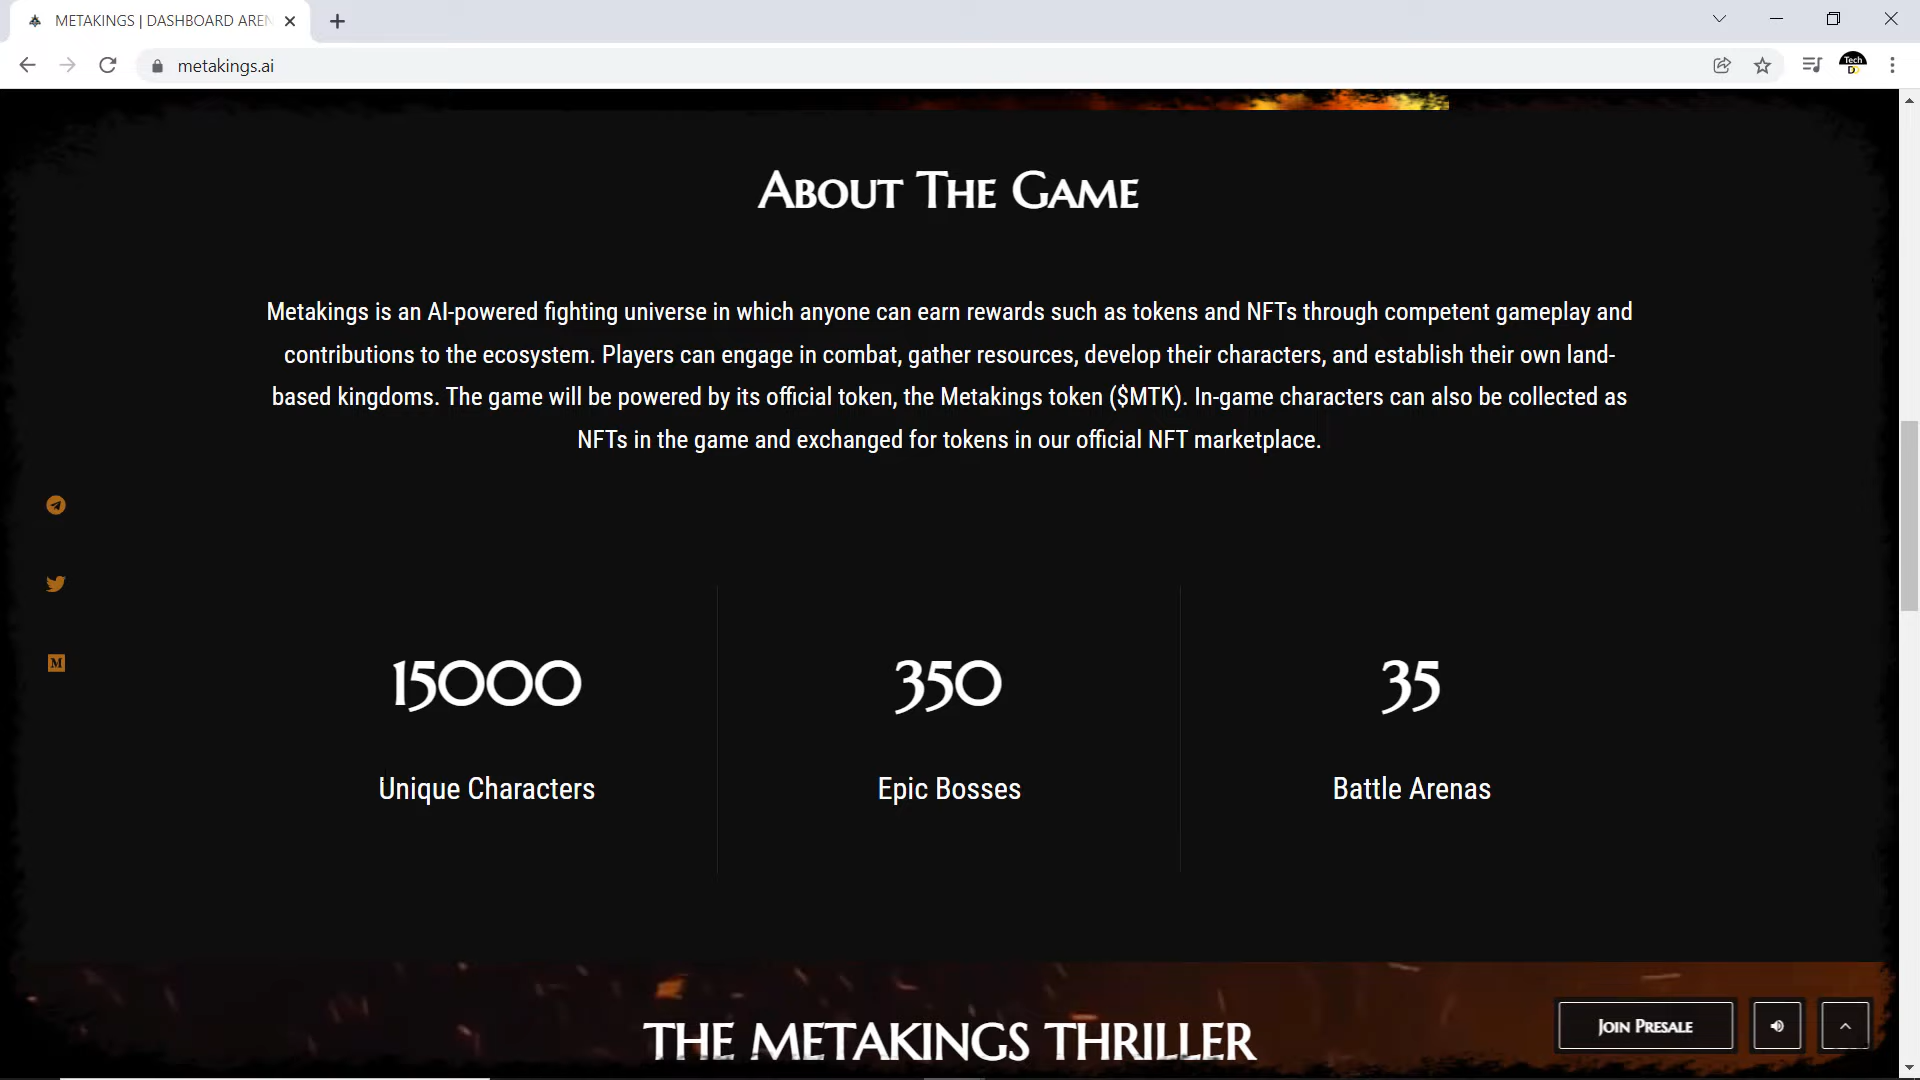 METAKINGS | DASHBOARD AREN
metakings.ai
Tech
D
About The Game
Metakings is an AI-powered fighting universe in which anyone can earn rewards such as tokens and NFTs through competent gameplay and
contributions to the ecosystem. Players can engage in combat, gather resources, develop their characters, and establish their own land-
based kingdoms. The game will be powered by its official token, the Metakings token ($MTK). In-game characters can also be collected as
NFTs in the game and exchanged for tokens in our official NFT marketplace.
M
15000 350 35
Unique Characters Epic Bosses Battle Arenas
THE METAKINGS THRILLER
Join Presale